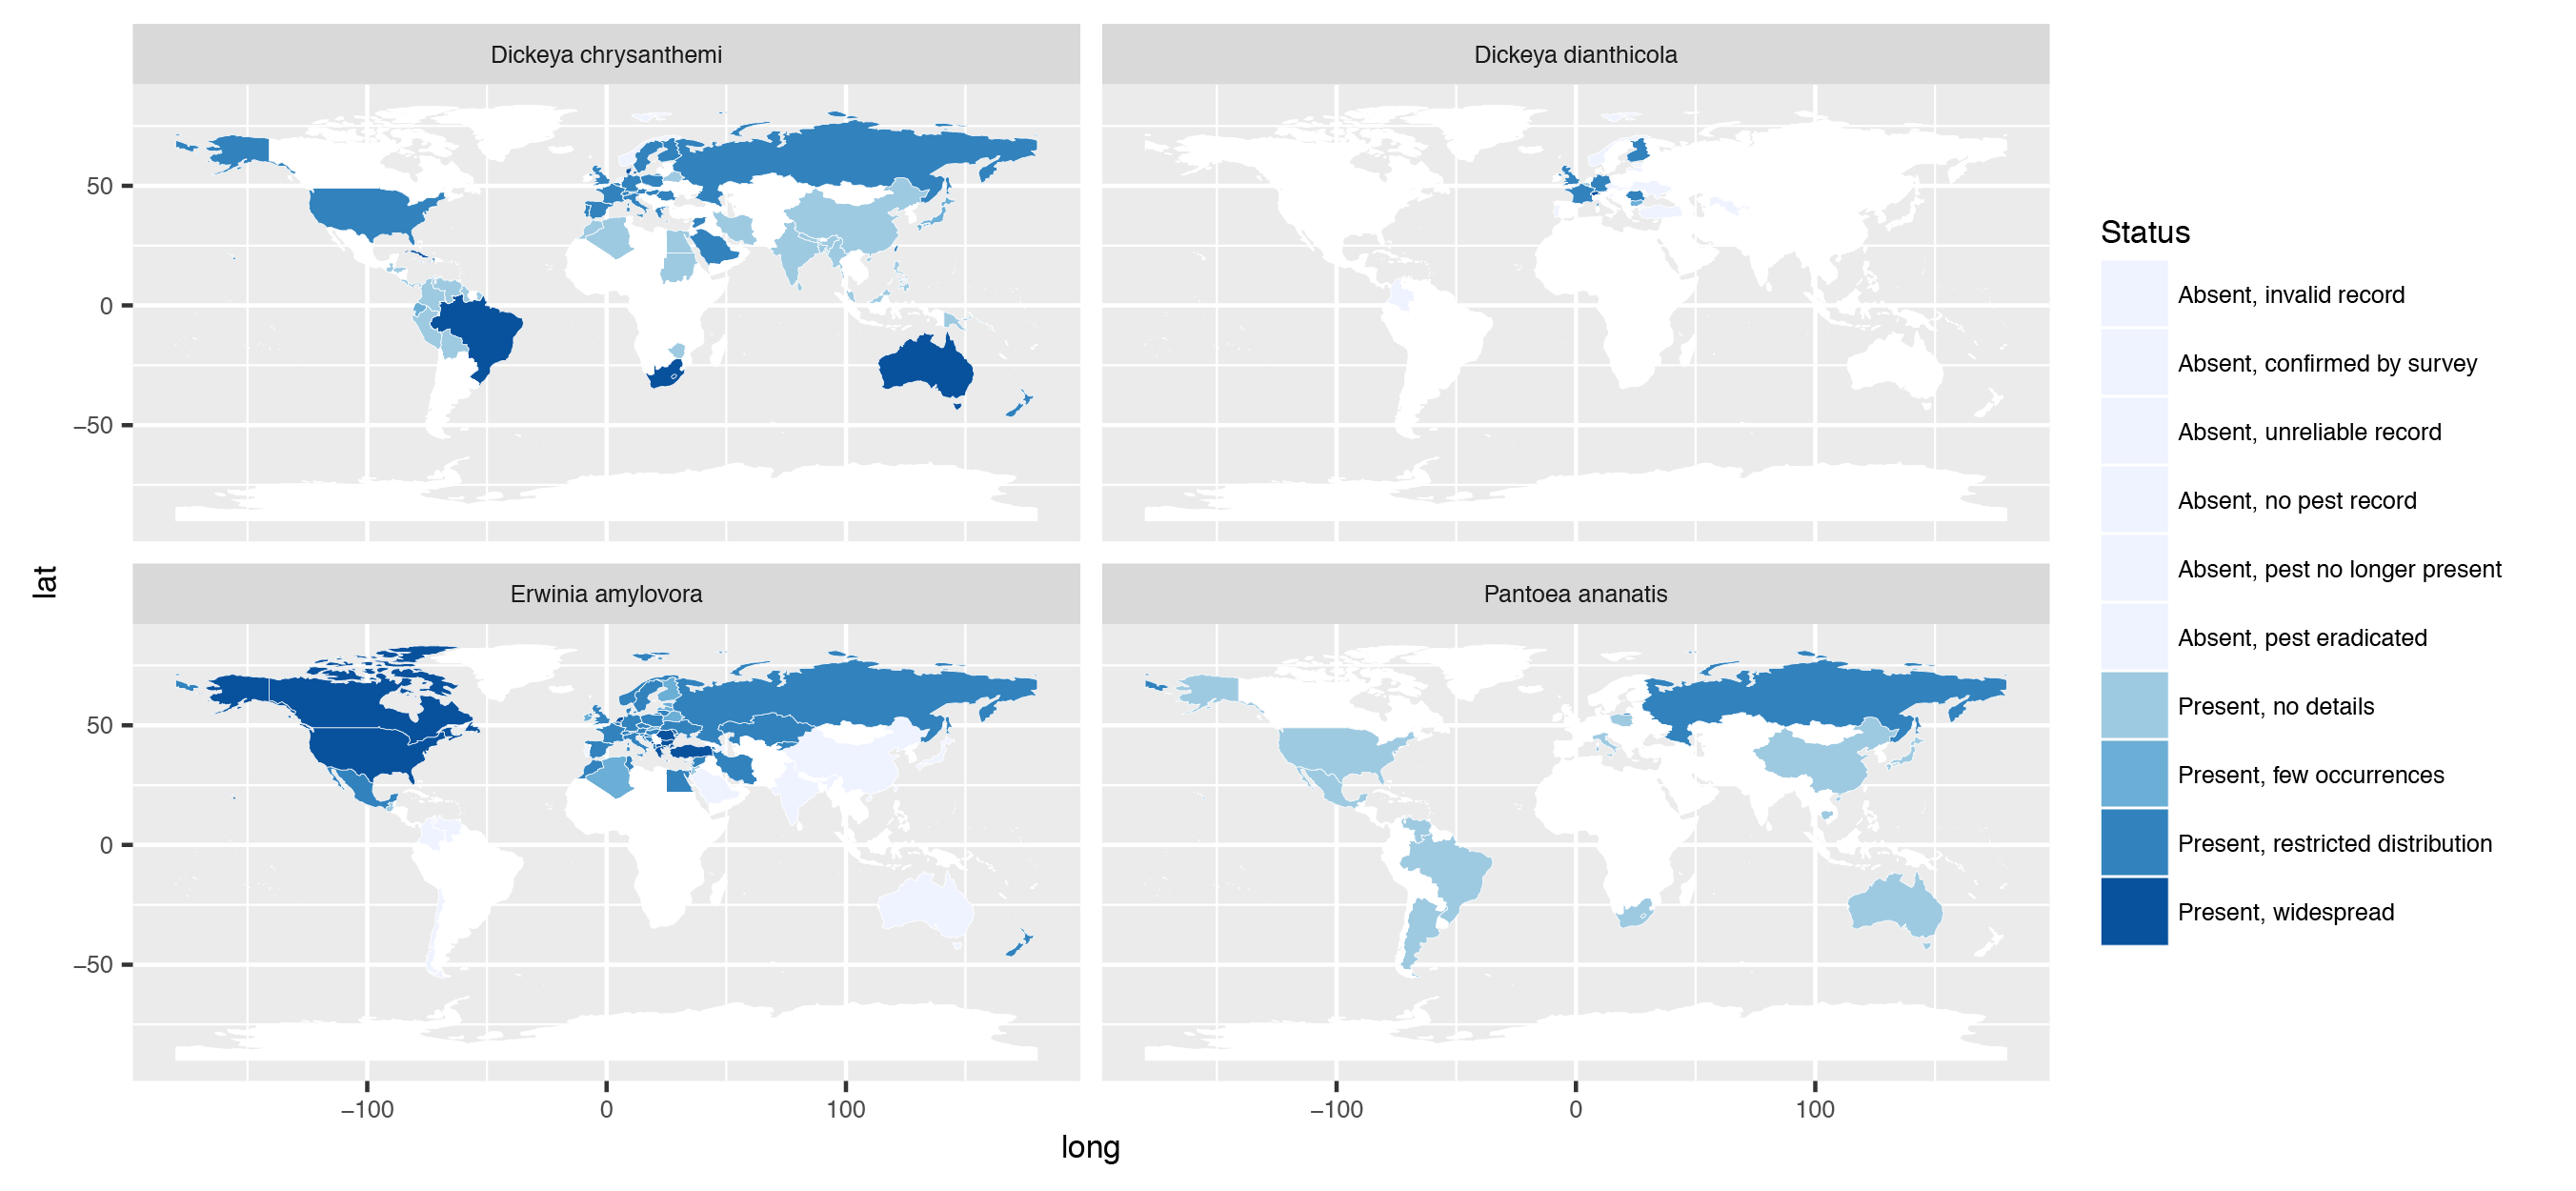 Dickeya chrysanthemi
Dickeya dianthicola
50
0
−50
Erwinia amylovora
Pantoea ananatis
50
0
−50
lat
−100
0
100
−100
0
100
long
Status
Absent, invalid record
Absent, confirmed by survey
Absent, unreliable record
Absent, no pest record
Absent, pest no longer present
Absent, pest eradicated
Present, no details
Present, few occurrences
Present, restricted distribution
Present, widespread